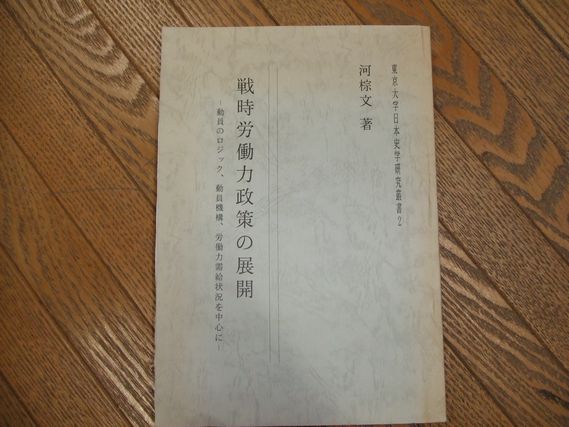 東京大学日本史学研究叢書2
河棕文 著
戦時労働力政策の展開
-動員のロジック、動員機構、労働力需給状況を中心に-